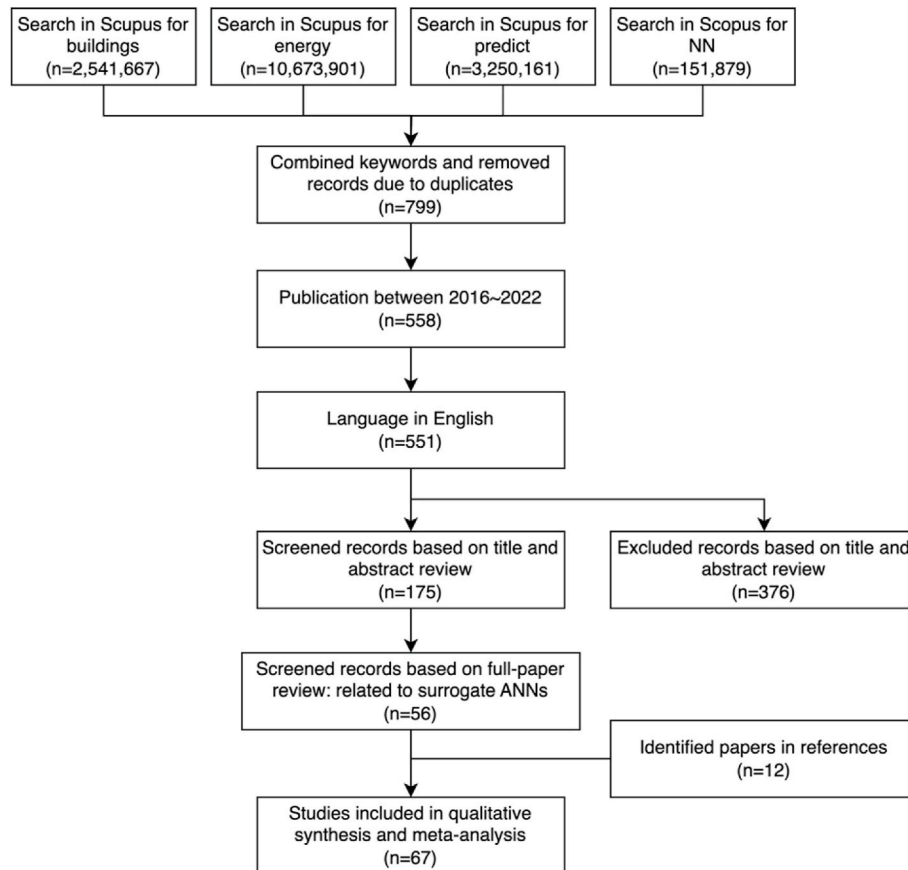 Search in Scupus for
buildings
(n=2,541,667)
Search in Scupus for
energy
(n=10,673,901)
Search in Scupus for
predict
(n=3,250,161)
Search in Scopus for
NN
(n=151,879)
Combined keywords and removed
records due to duplicates
(n=799)
Publication between 2016~2022
(n=558)
Language in English
(n=551)
Screened records based on title and
abstract review
(n=175)
Excluded records based on title and
abstract review
(n=376)
Screened records based on full-paper
review: related to surrogate ANNs
(n=56)
Identified papers in references
(n=12)
Studies included in qualitative
synthesis and meta-analysis
(n=67)